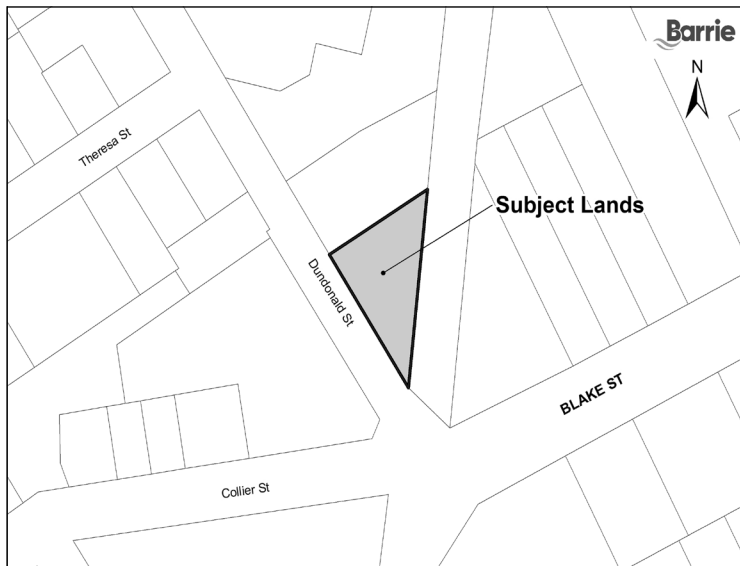 Barrie
N
Theresa St
Subject Lands
Dundonald St
BLAKE ST
Collier St